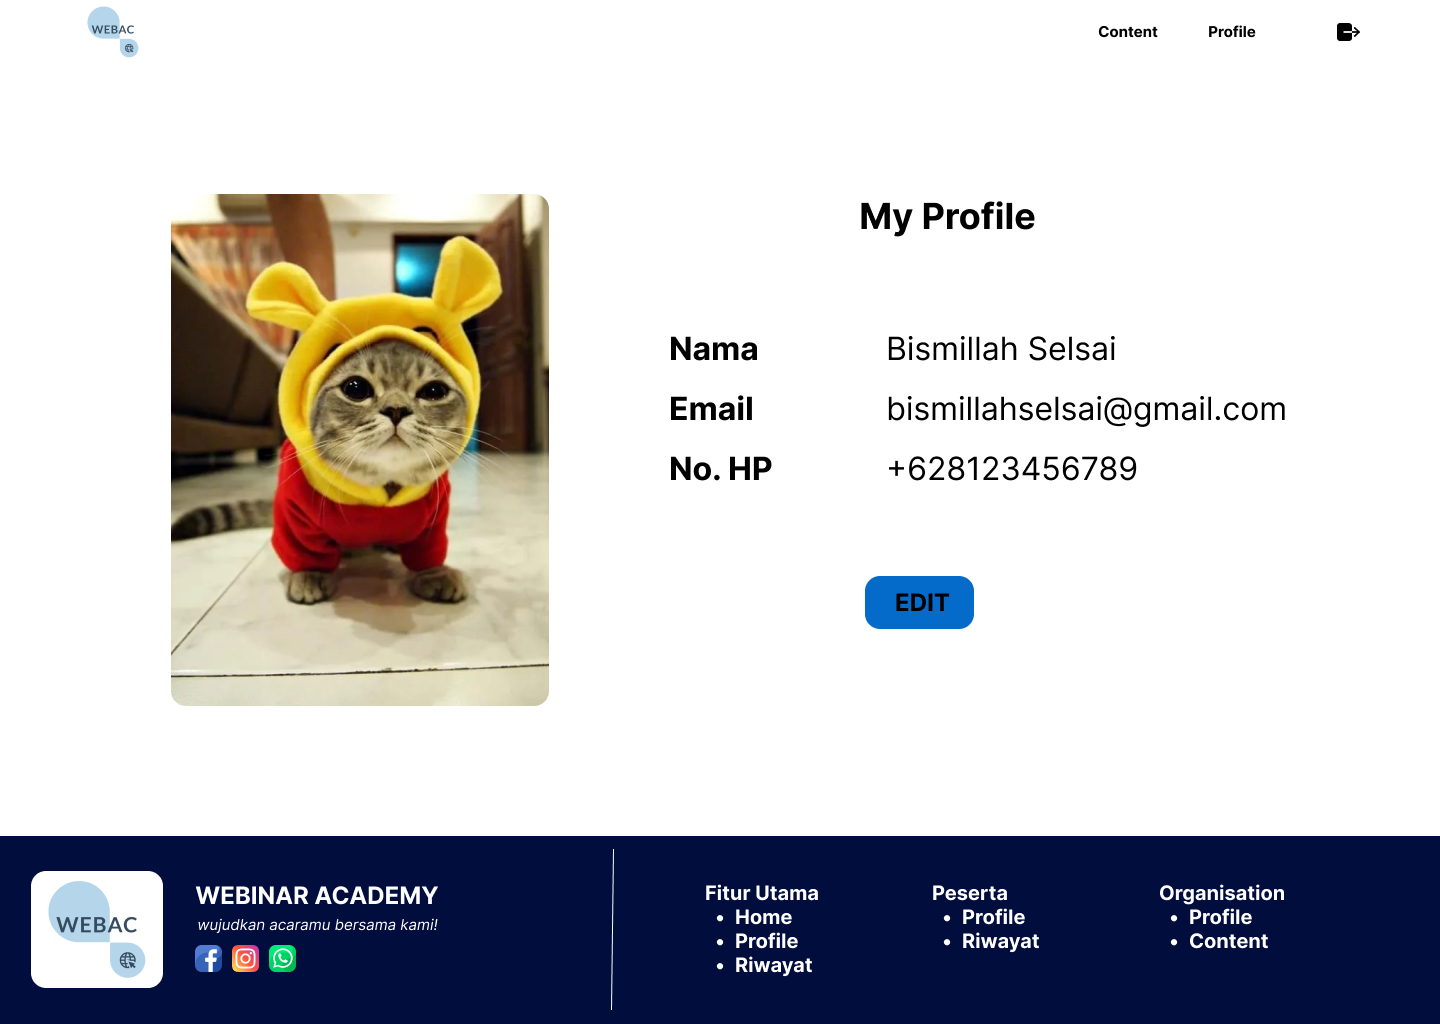 WEBAC
Content
Profile
My Profile
Nama
Bismillah Selsai
Email
bismillahselsai@gmail.com
No. HP
+628123456789
EDIT
WEBAC
WEBINAR ACADEMY
wujudkan acaramu bersama kami!
Fitur Utama
• Home
• Profile
• Riwayat
Peserta
• Profile
• Riwayat
Organisation
• Profile
• Content